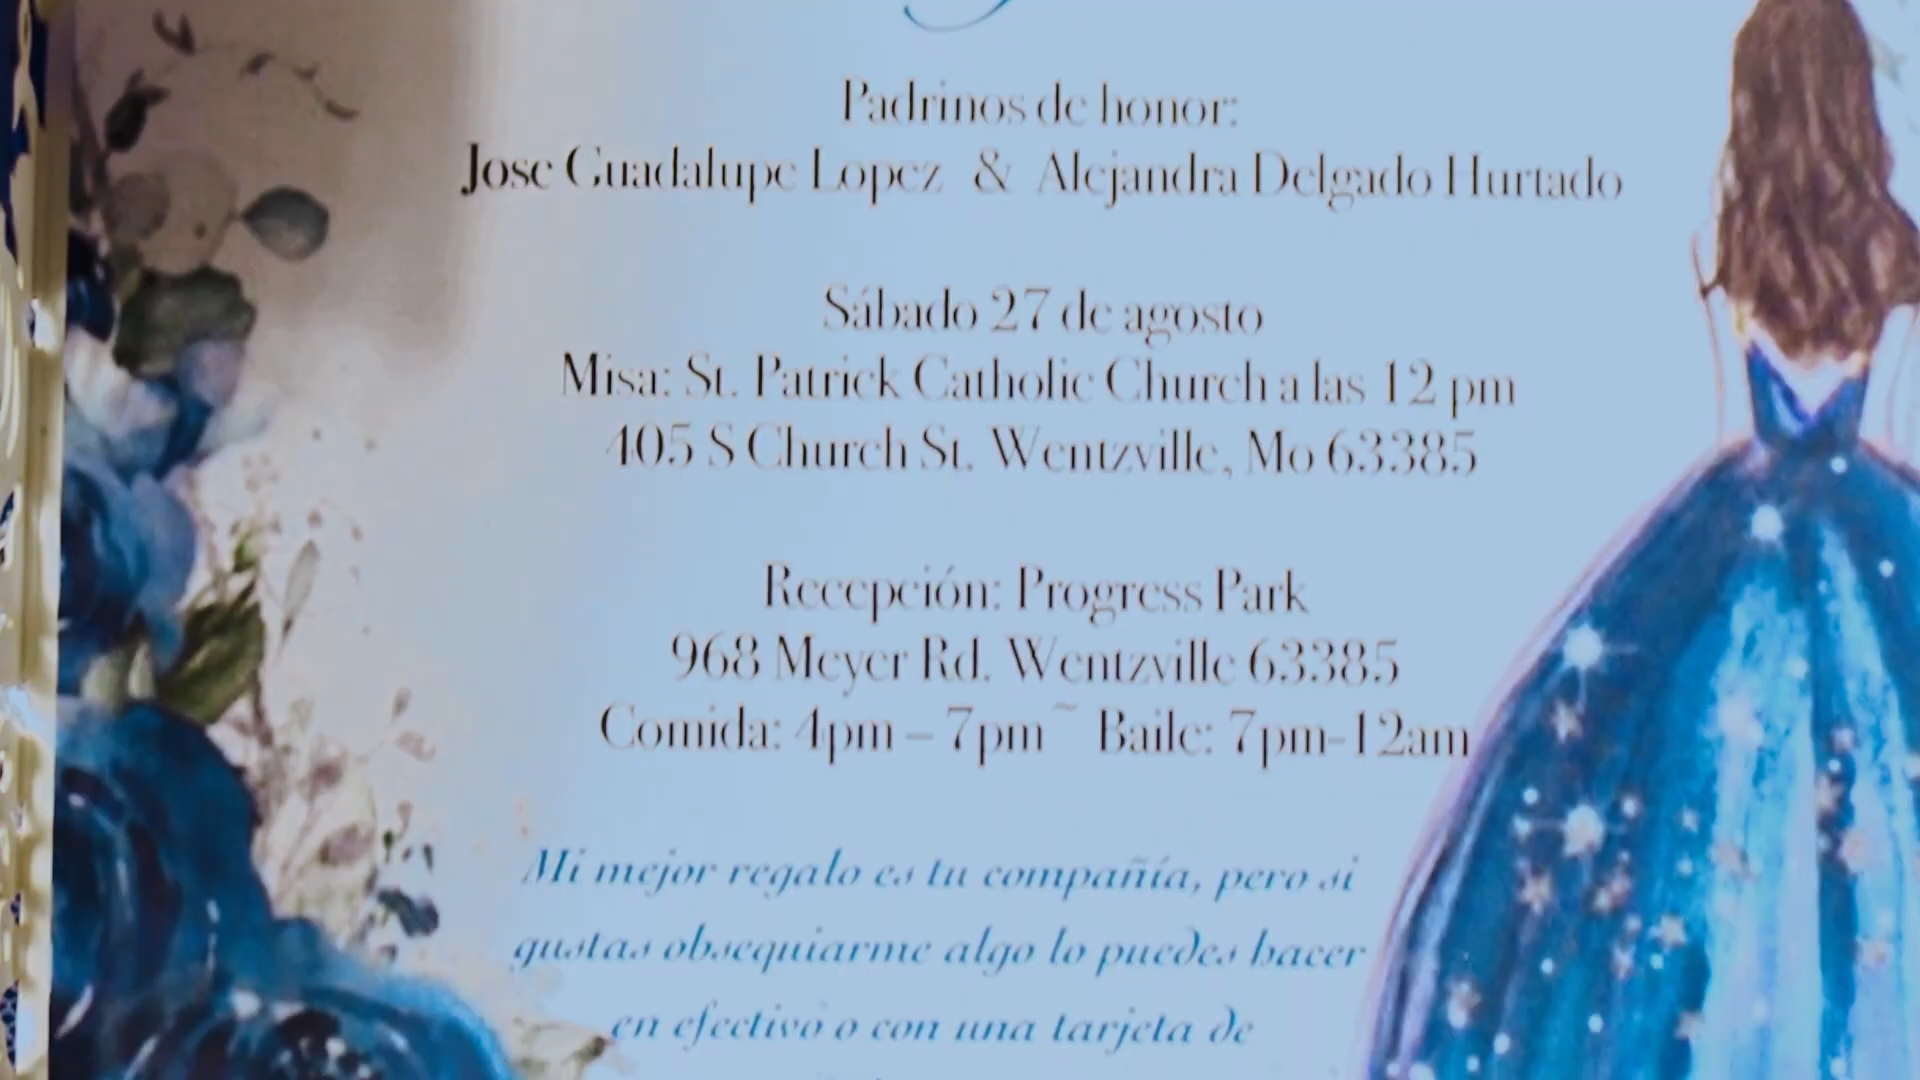 Padrinos de honor:
Jose Guadalupe Lopez & Alejandra Delgado Hurtado
Sábado 27 de agosto
Misa: St. Patrick Catholic Church a las 12 pm
405 S Church St. Wentzville, Mo 63385
Recepción: Progress Park
968 Meyer Rd. Wentzville 63385
Comida: 4pm – 7pm ~ Baile: 7pm-12am
Mi mejor regalo es tu compañía, pero si
gustas obsequiarme algo lo puedes hacer
en efectivo o con una tarjeta de